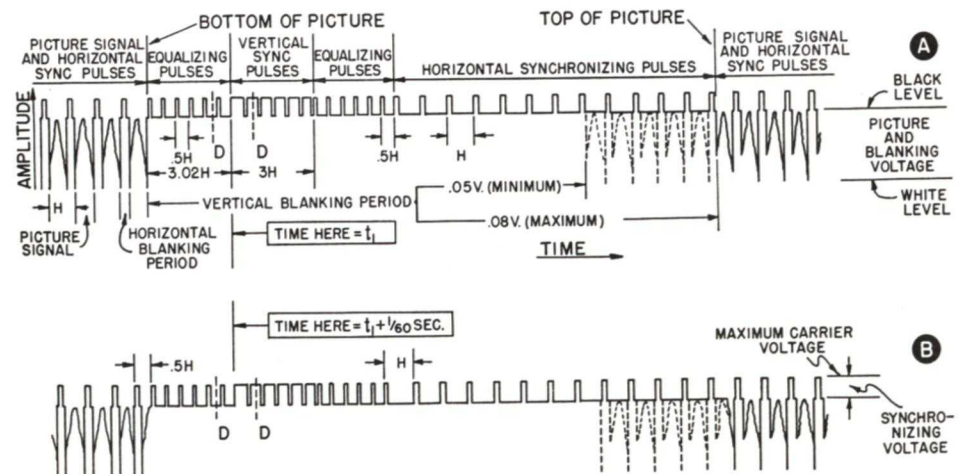 BOTTOM OF PICTURE
TOP OF PICTURE
PICTURE SIGNAL
AND HORIZONTAL
SYNC PULSES
EQUALIZING
PULSES
VERTICAL
SYNC
PULSES
EQUALIZING
PULSES
HORIZONTAL SYNCHRONIZING PULSES
PICTURE SIGNAL
AND HORIZONTAL
SYNC PULSES
A
BLACK
LEVEL
AMPLITUDE
PICTURE
AND
BLANKING
VOLTAGE
WHITE
LEVEL
.5H
D
D
.5H
H
3.02H
3H
H
VERTICAL BLANKING PERIOD
.05V. (MINIMUM)
.08V. (MAXIMUM)
PICTURE
SIGNAL
HORIZONTAL
BLANKING
PERIOD
TIME HERE = t₁
TIME
TIME HERE = t₁+1/60 SEC.
MAXIMUM CARRIER
VOLTAGE
B
.5H
H
D
D
SYNCHRO-
NIZING
VOLTAGE